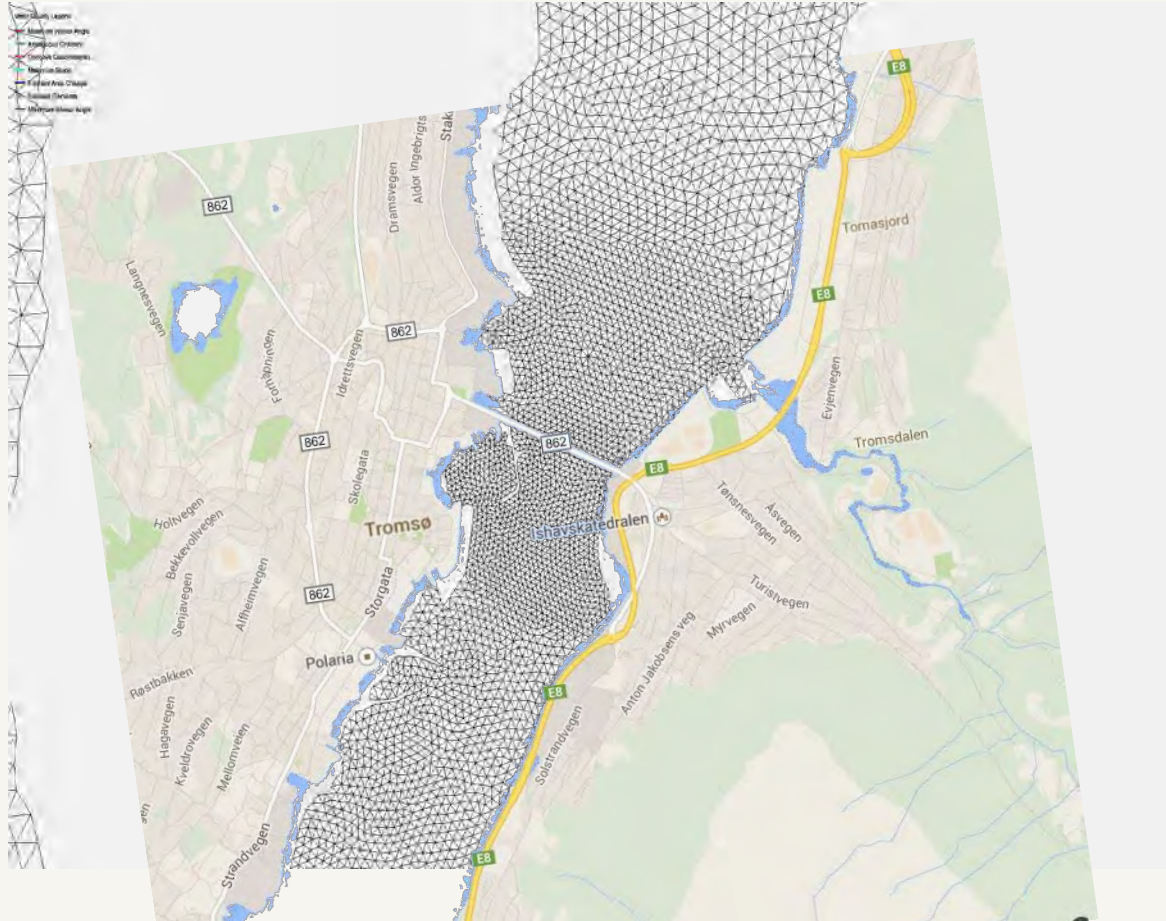 E8
Aldor Ingebrigts
Stak
Dramsvegen
862
Tomasjord
Langnesvegen
E8
862
Idrettsvegen
Evjenvegen
862
862
Tromsdalen
E8
Skolegata
Tønsnesvegen
Åsvegen
Holtvegen
Bekkevollvegen
Tromsø
Ishavskatedralen
Senjavegen
Alfheimvegen
862
Storgata
Turistvegen
Myrvegen
Polaria
Anton Jakobsens veg
Røstbakken
E8
Hagavegen
Kveldrovegen
Mellomveien
Solstrandvegen
Strandvegen
E8